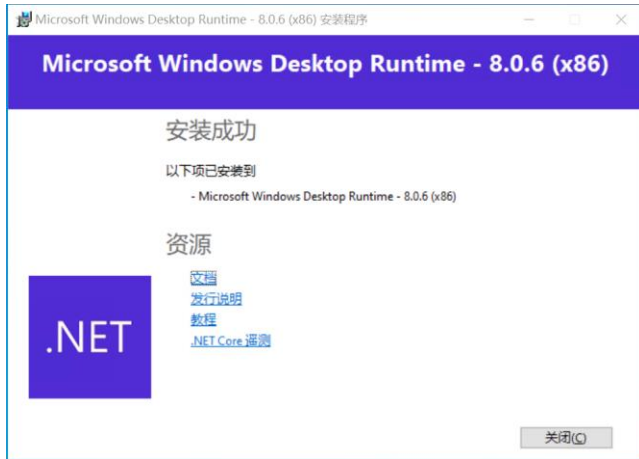 Microsoft Windows Desktop Runtime - 8.0.6 (x86) 安装程序
Microsoft Windows Desktop Runtime - 8.0.6 (x86)
安装成功
以下项已安装到
- Microsoft Windows Desktop Runtime - 8.0.6 (x86)
资源
文档
发行说明
教程
.NET Core 遥测
.NET
关闭(C)